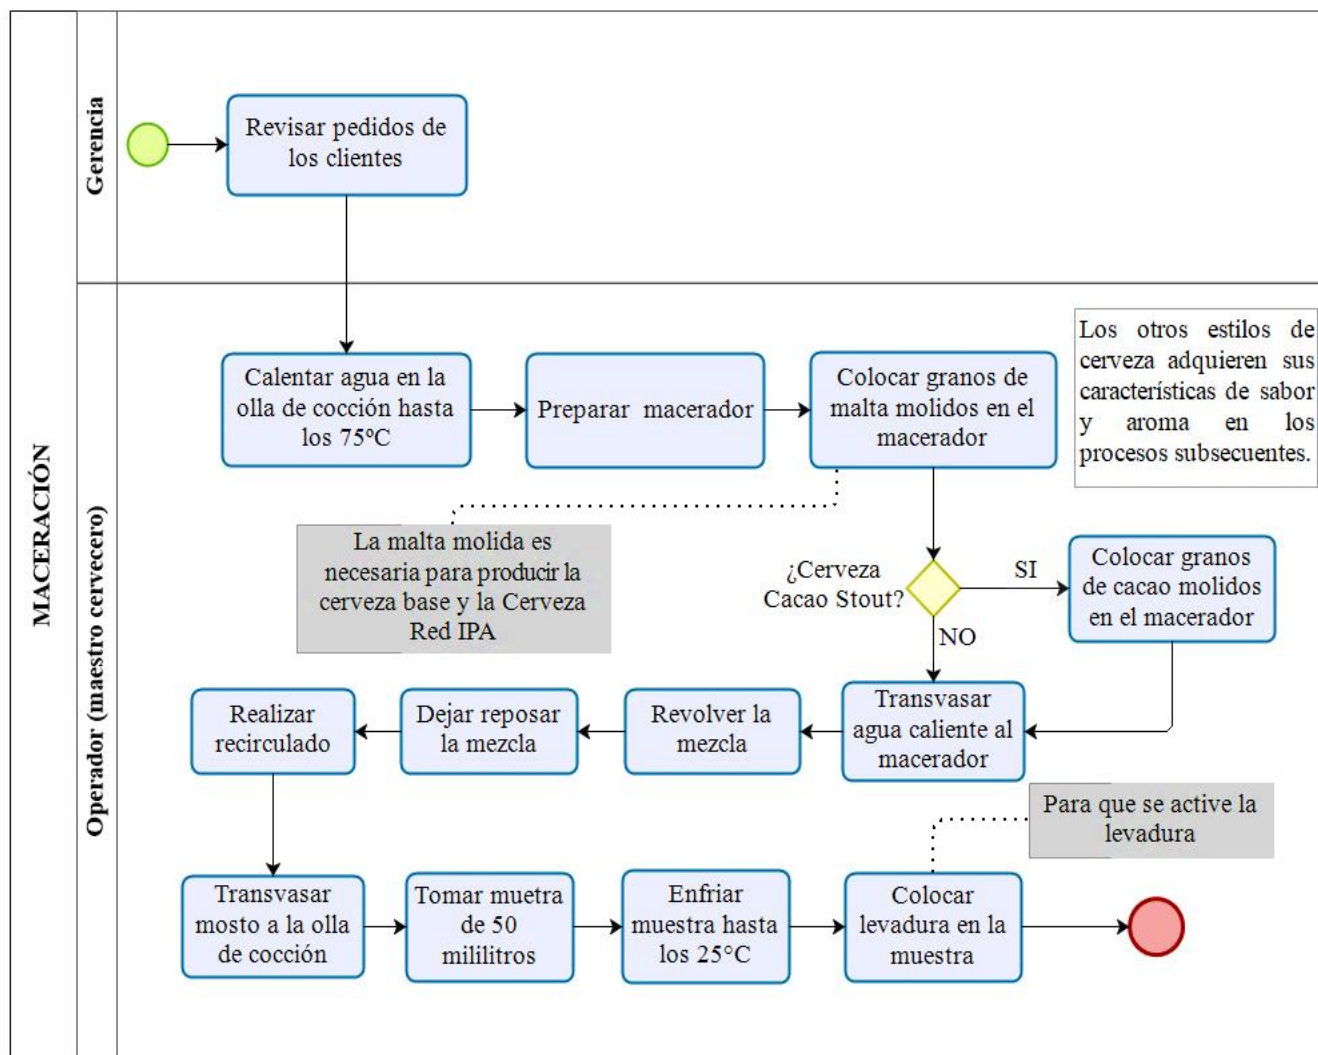 MACERACIÓN
Gerencia
Revisar pedidos de
los clientes
Operador (maestro cervecero)
Calentar agua en la
olla de cocción hasta
los 75ºC
Preparar macerador
Colocar granos de
malta molidos en el
macerador
Los otros estilos de
cerveza adquieren sus
características de sabor
y aroma en los
procesos subsecuentes.
La malta molida es
necesaria para producir la
cerveza base y la Cerveza
Red IPA
¿Cerveza
Cacao Stout?
SI
NO
Colocar granos
de cacao molidos
en el macerador
Transvasar
agua caliente al
macerador
Revolver la
mezcla
Dejar reposar
la mezcla
Realizar
recirculado
Para que se active la
levadura
Transvasar
mosto a la olla
de cocción
Tomar muetra
de 50
mililitros
Enfriar
muestra hasta
los 25°C
Colocar
levadura en la
muestra